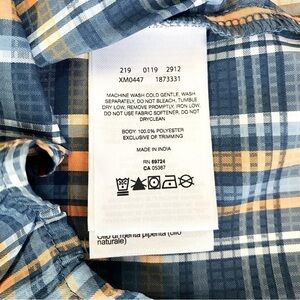 219 0119 2912
XM0447 1873331
MACHINE WASH COLD GENTLE, WASH
SEPARATELY, DO NOT BLEACH, TUMBLE
DRY LOW, REMOVE PROMPTLY, IRON LOW,
DO NOT USE FABRIC SOFTENER, DO NOT
DRYCLEAN
BODY: 100.0% POLYESTER
EXCLUSIVE OF TRIMMING
MADE IN INDIA
RN 69724
CA 05367
naturale)